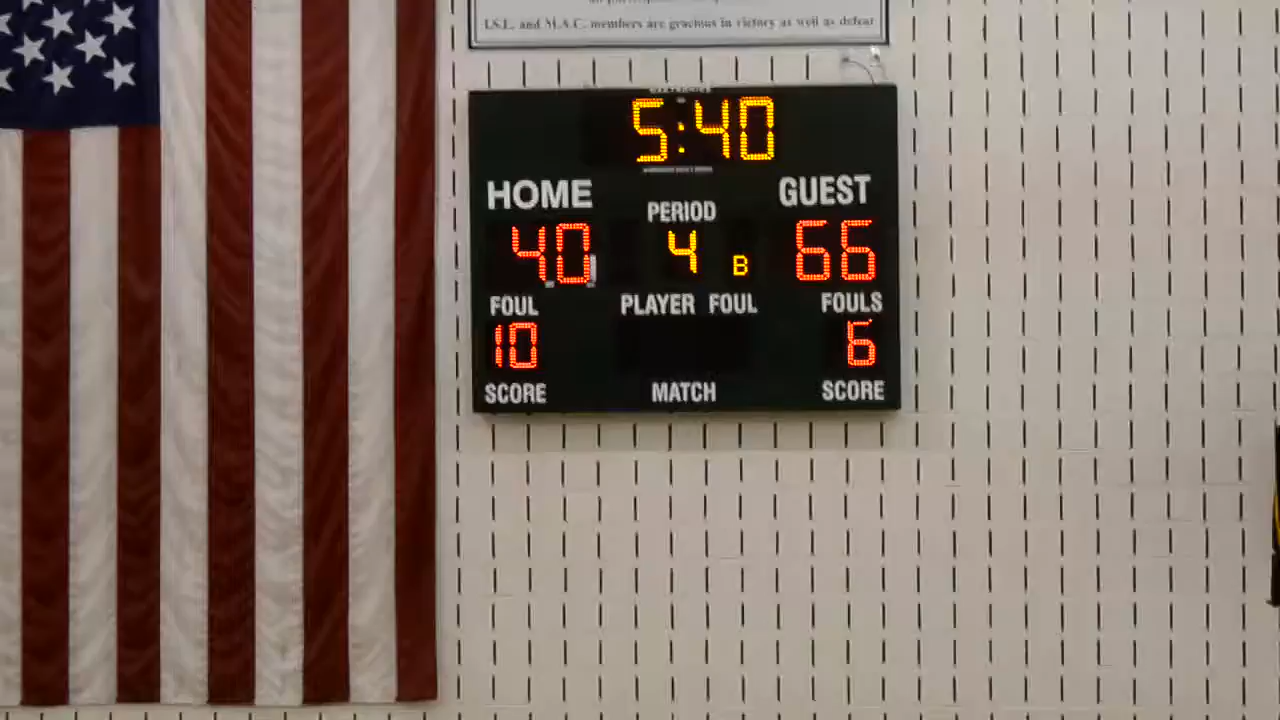 I.S.L. and M.A.C. members are gracious in victory as well as defeat
5:40
HOME
GUEST
PERIOD
40
4
B
66
FOUL
PLAYER FOUL
FOULS
10
6
SCORE
MATCH
SCORE